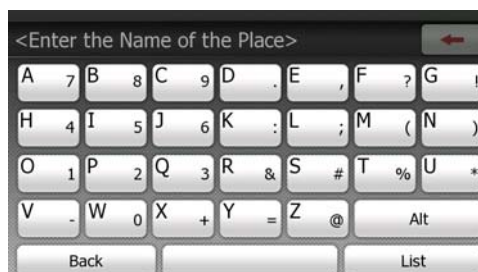 <Enter the Name of the Place>
A 7 B 8 C 9 D . E , F ? G !
H 4 I 5 J 6 K : L ; M ( N )
O 1 P 2 Q 3 R & S # T % U *
V - W 0 X + Y = Z @ Alt
Back List